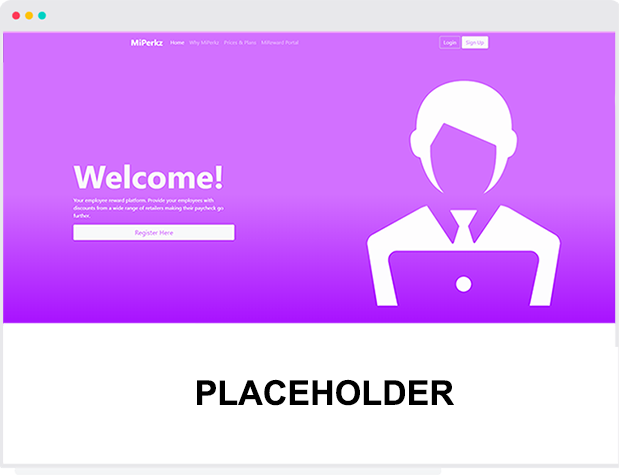 MiPerkz Home Why MiPerkz Prices & Plans MiReward Portal Login Sign Up
Welcome!
Your employee reward platform. Provide your employees with
discounts from a wide range of retailers making their paycheck go
further.
Register Here
PLACEHOLDER